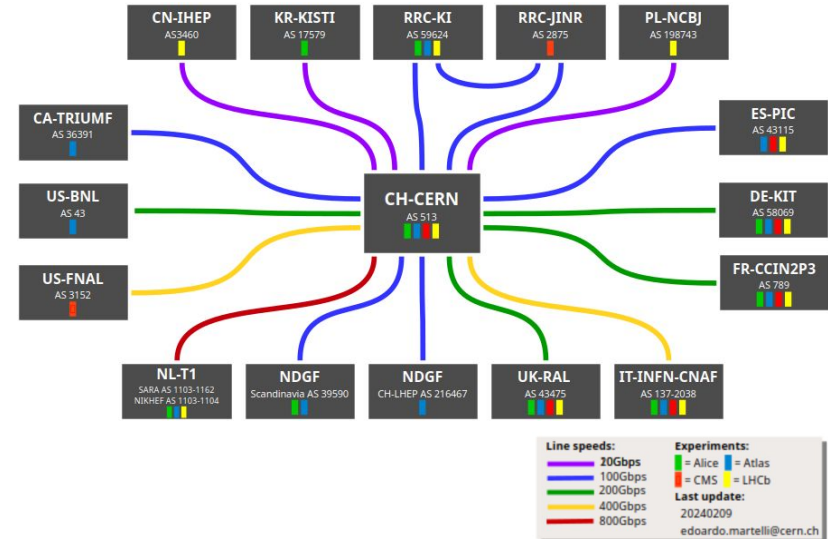 CN-IHEP
AS3460
KR-KISTI
AS 17579
RRC-KI
AS 59624
RRC-JINR
AS 2875
PL-NCBJ
AS 198743
CA-TRIUMF
AS 36391
ES-PIC
AS 43115
US-BNL
AS 43
CH-CERN
AS 513
DE-KIT
AS 58069
US-FNAL
AS 3152
FR-CCIN2P3
AS 789
NL-T1
SARA AS 1103-1162
NIKHEF AS 1103-1104
NDGF
Scandinavia AS 39590
NDGF
CH-LHEP AS 216467
UK-RAL
AS 43475
IT-INFN-CNAF
AS 137-2038
Line speeds:
100Gbps
200Gbps
400Gbps
800Gbps
Experiments:
= Alice = Atlas
= CMS = LHCb
Last update:
20240209
edoardo.martelli@cern.ch